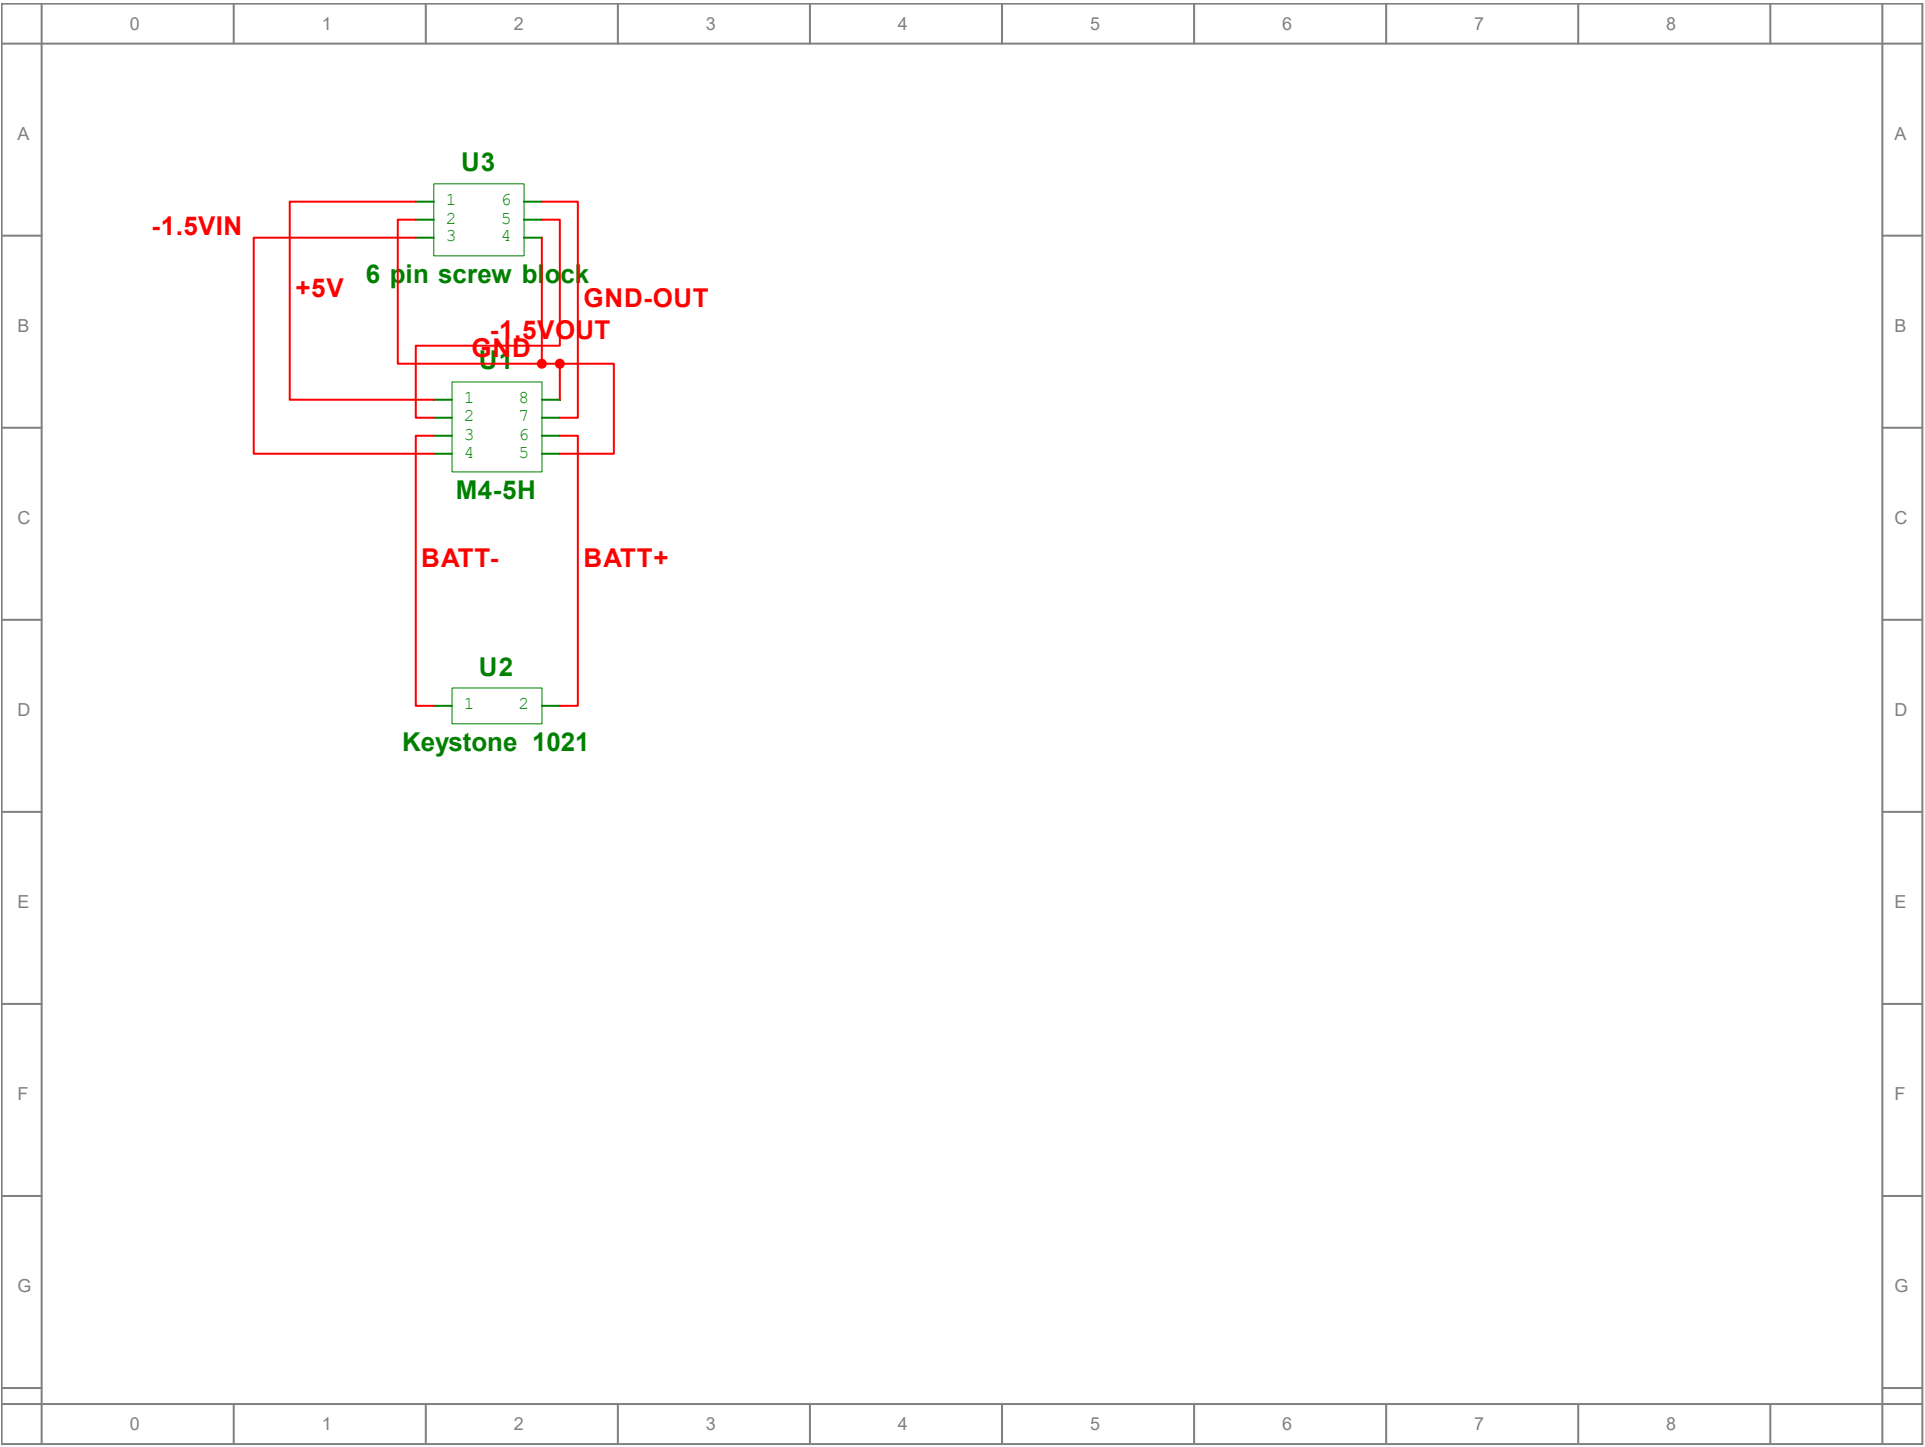 0 1 2 3 4 5 6 7 8
A A
U3
1 6
-1.5VIN 2 5
3 4
6 pin screw block
+5V
GND-OUT
B B
-1.5VOUT
GND
U1
1 8
2 7
3 6
4 5
M4-5H
C C
BATT- BATT+
U2
D 1 2 D
Keystone 1021
E E
F F
G G
0 1 2 3 4 5 6 7 8